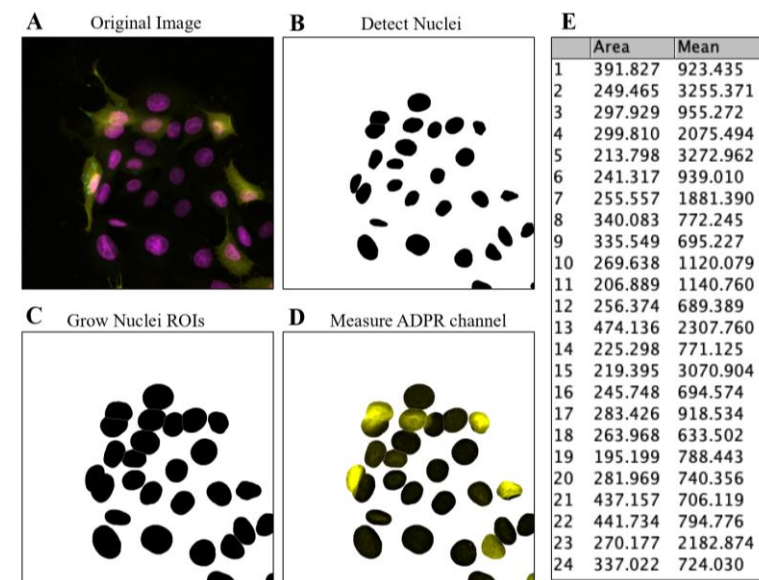 A Original Image
B Detect Nuclei
C Grow Nuclei ROIs
D Measure ADPR channel
E
Area Mean
1 391.827 923.435
2 249.465 3255.371
3 297.929 955.272
4 299.810 2075.494
5 213.798 3272.962
6 241.317 939.010
7 255.557 1881.390
8 340.083 772.245
9 335.549 695.227
10 269.638 1120.079
11 206.889 1140.760
12 256.374 689.389
13 474.136 2307.760
14 225.298 771.125
15 219.395 3070.904
16 245.748 694.574
17 283.426 918.534
18 263.968 633.502
19 195.199 788.443
20 281.969 740.356
21 437.157 706.119
22 441.734 794.776
23 270.177 2182.874
24 337.022 724.030